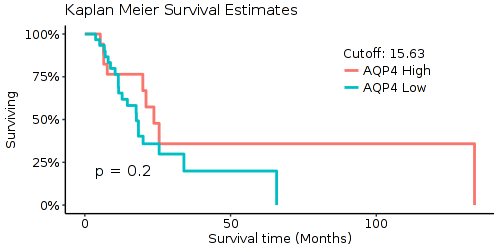 Kaplan Meier Survival Estimates
100%
75%
50%
25%
0%
Surviving
Cutoff: 15.63
AQP4 High
AQP4 Low
p = 0.2
0
50
100
Survival time (Months)